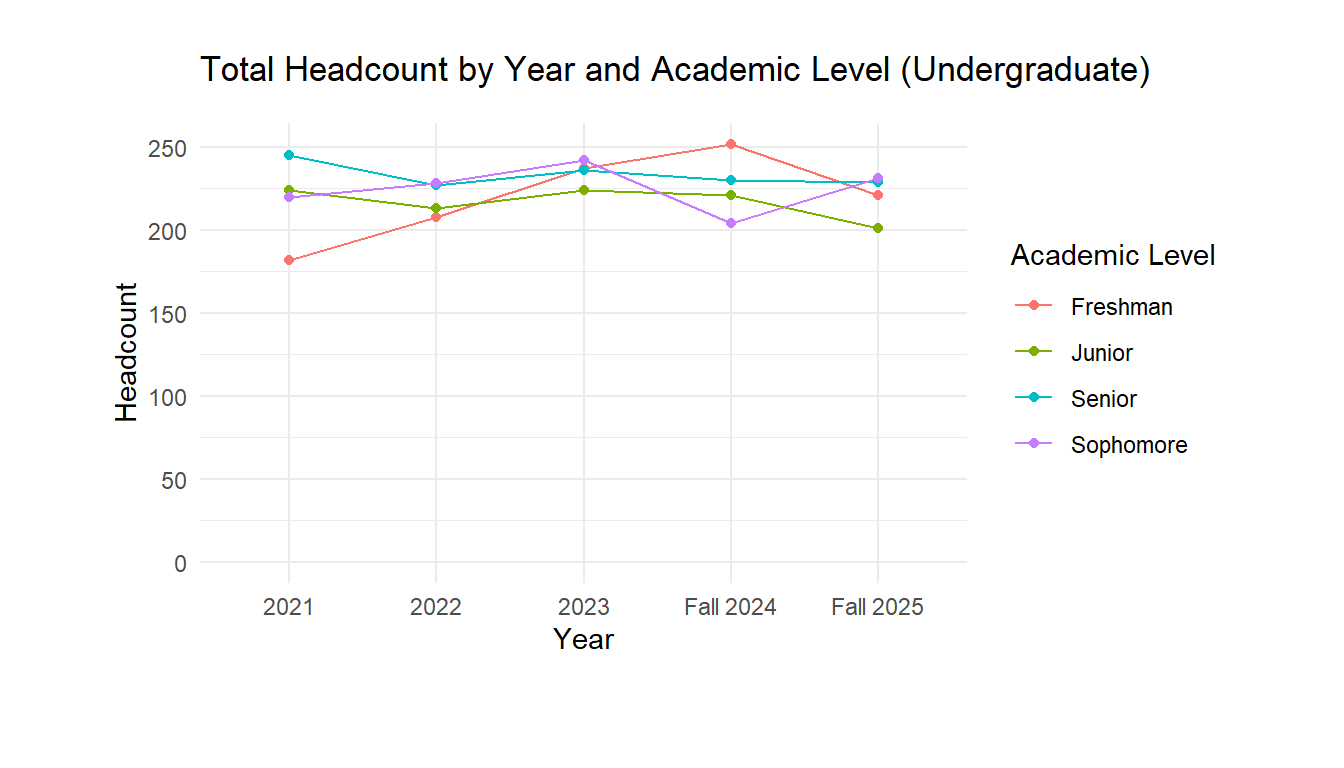 Total Headcount by Year and Academic Level (Undergraduate)
250
200
150
100
50
0
Headcount
2021 2022 2023 Fall 2024 Fall 2025
Year
Academic Level
Freshman
Junior
Senior
Sophomore